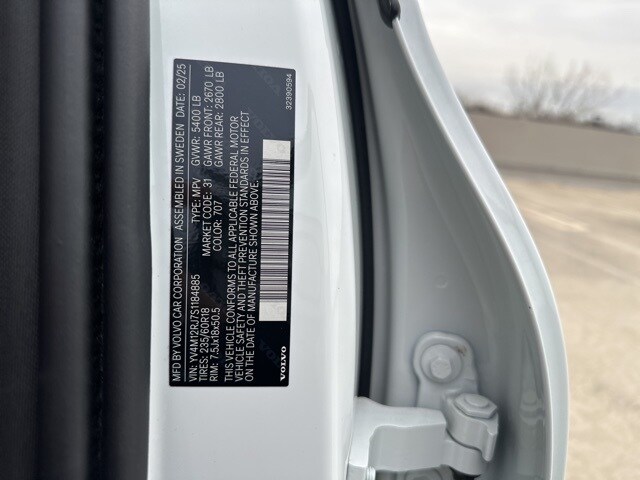 MFD BY VOLVO CAR CORPORATION ASSEMBLED IN SWEDEN DATE: 02/25
VIN: YV4M12RJ7S1184885 TYPE: MPV GVWR: 5400 LB
TIRES: 235/60R18 MARKET CODE: 31 GAWR FRONT: 2670 LB
RIM: 7.5Jx18x50.5 COLOR: 707 GAWR REAR: 2800 LB
THIS VEHICLE CONFORMS TO ALL APPLICABLE FEDERAL MOTOR
VEHICLE SAFETY AND THEFT PREVENTION STANDARDS IN EFFECT
ON THE DATE OF MANUFACTURE SHOWN ABOVE.
VOLVO
32390594